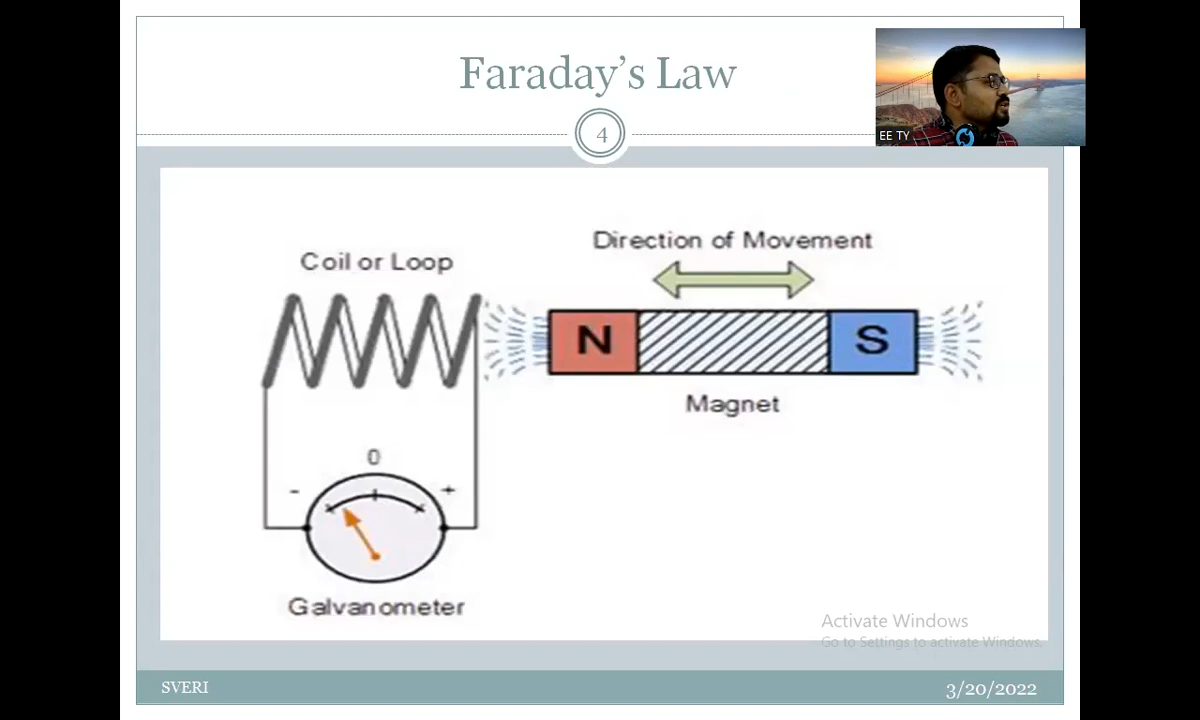 Faraday's Law
4
EE TY
Direction of Movement
Coil or Loop
N
S
Magnet
0
-
+
Galvanometer
Activate Windows
Go to Settings to activate Windows.
SVERI
3/20/2022